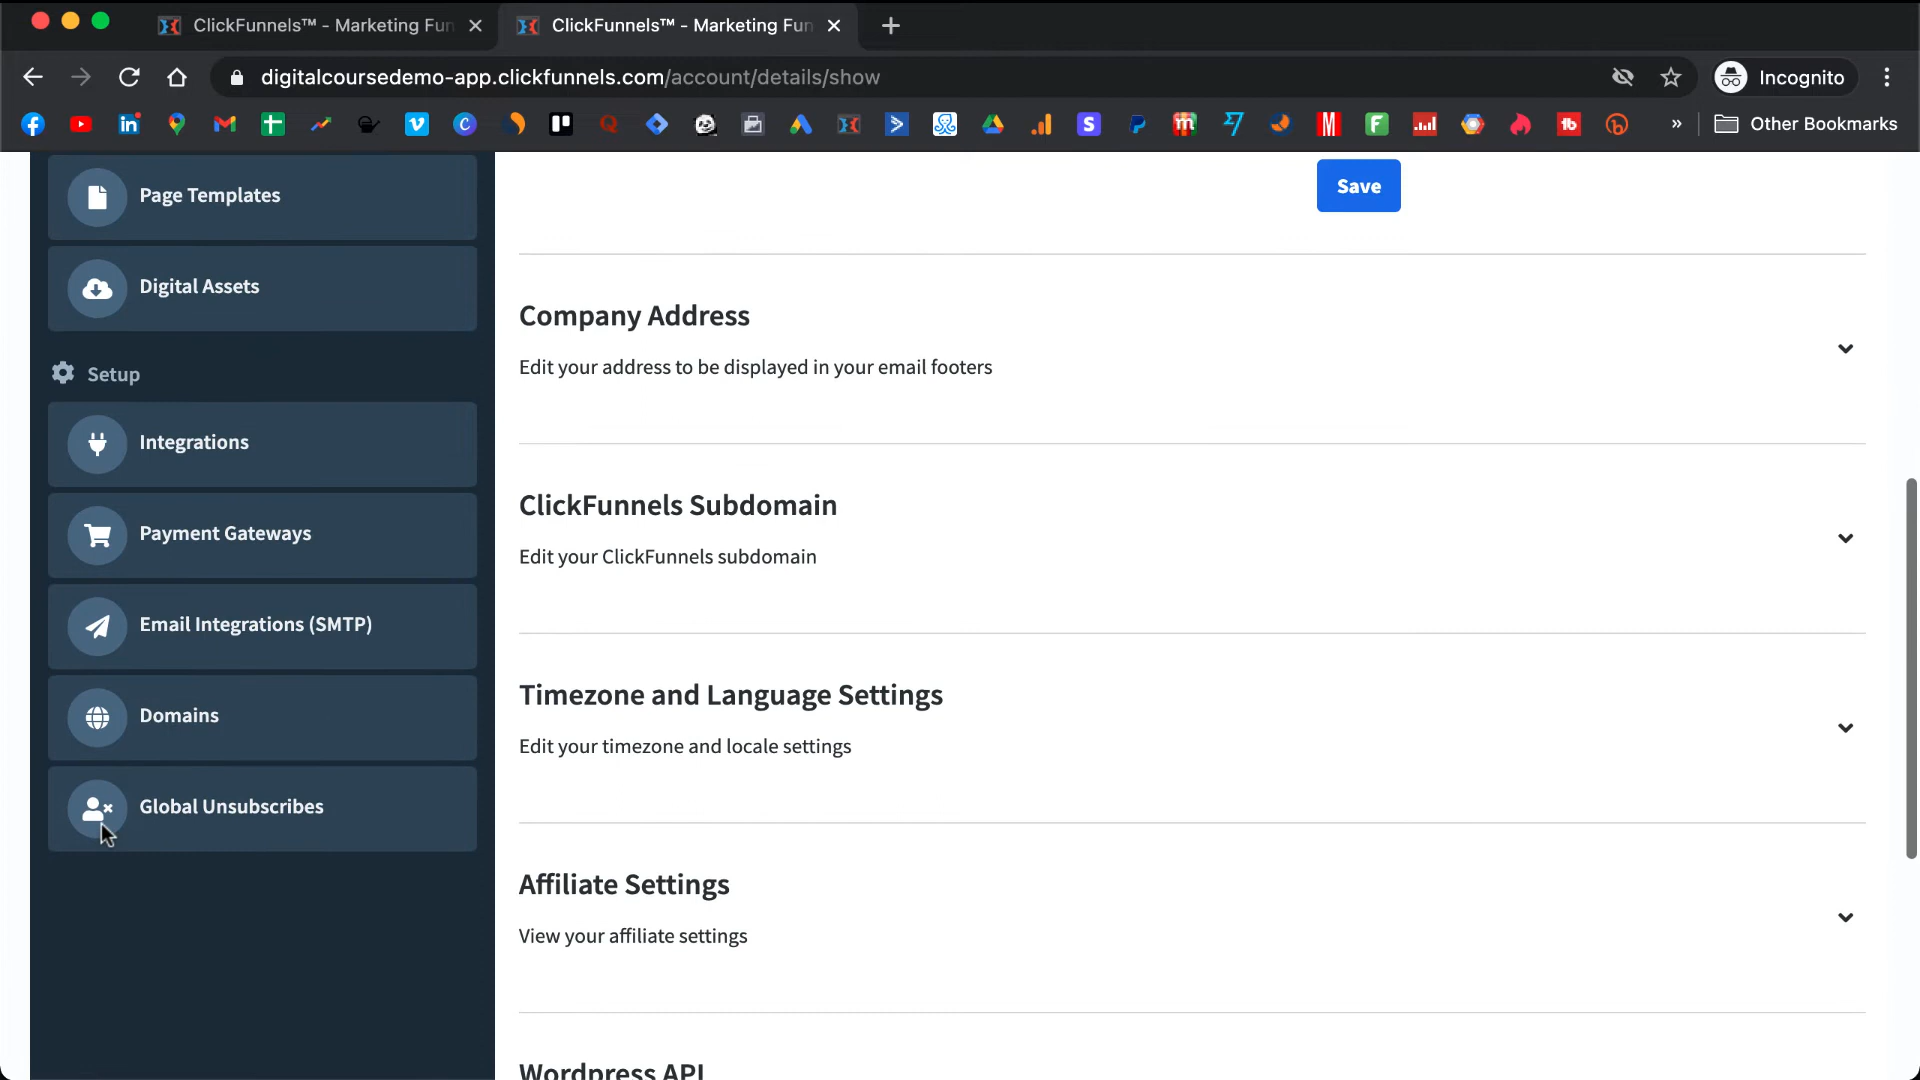 ClickFunnels™ - Marketing Fun
ClickFunnels™ - Marketing Fun
digitalcoursedemo-app.clickfunnels.com/account/details/show
Incognito
Other Bookmarks
Page Templates
Digital Assets
Setup
Integrations
Payment Gateways
Email Integrations (SMTP)
Domains
Global Unsubscribes
Save
Company Address
Edit your address to be displayed in your email footers
ClickFunnels Subdomain
Edit your ClickFunnels subdomain
Timezone and Language Settings
Edit your timezone and locale settings
Affiliate Settings
View your affiliate settings
Wordpress API